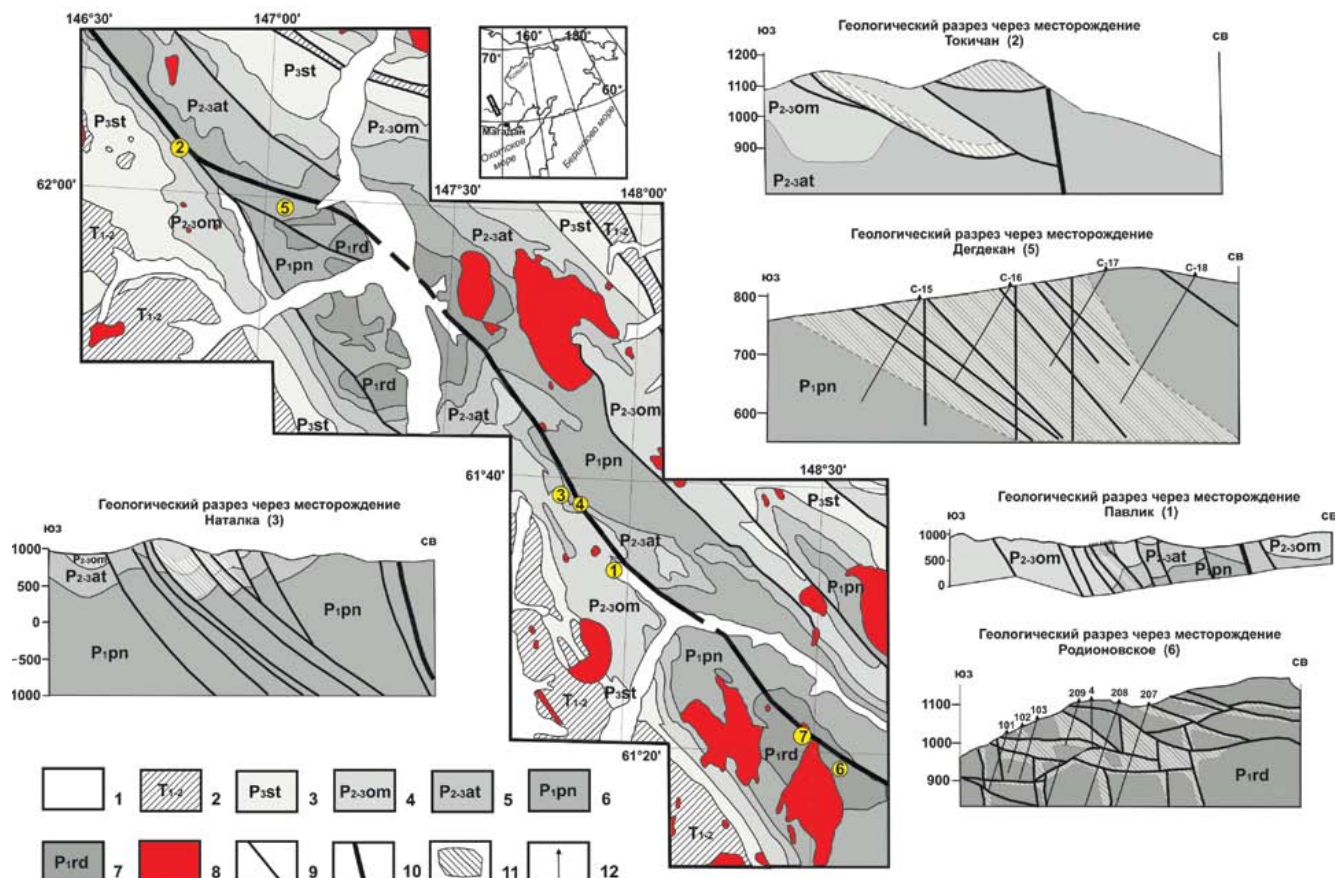 146°30'
147°00'
P₃st
P₂₋₃at
P₃st
P₂₋₃om
62°00'
2
5
P₂₋₃om
T₁₋₂
P₁rd
P₁pn
T₁₋₂
147°30'
148°00'
P₂₋₃at
P₃st
T₁₋₂
P₁rd
P₂₋₃om
P₂₋₃at
P₃st
P₁pn
61°40'
148°30'
3
4
P₃st
P₂₋₃at
1
P₁pn
P₂₋₃om
P₁pn
P₃st
T₁₋₂
61°20'
7
P₁rd
6
T₁₋₂
160°
180°
70°
60°
Магадан
Охотское
море
Берингово море
Геологический разрез через месторождение
Токичан (2)
ЮЗ
СВ
1200
1100
1000
900
P₂₋₃om
P₂₋₃at
Геологический разрез через месторождение
Дегдекан (5)
ЮЗ
СВ
С-15
С-16
С-17
С-18
800
700
600
P₁pn
Геологический разрез через месторождение
Наталка (3)
ЮЗ
СВ
1000
500
0
-500
1000
P₂₋₃om
P₂₋₃at
P₁pn
P₁pn
Геологический разрез через месторождение
Павлик (1)
ЮЗ
СВ
1000
500
0
P₂₋₃om
P₂₋₃at
P₁pn
P₂₋₃om
Геологический разрез через месторождение
Родионовское (6)
ЮЗ
СВ
1100
1000
900
101
102
103
209
4
208
207
P₁rd
1
T₁₋₂ 2
P₃st 3
P₂₋₃om 4
P₂₋₃at 5
P₁pn 6
P₁rd 7
8
9
10
11
12